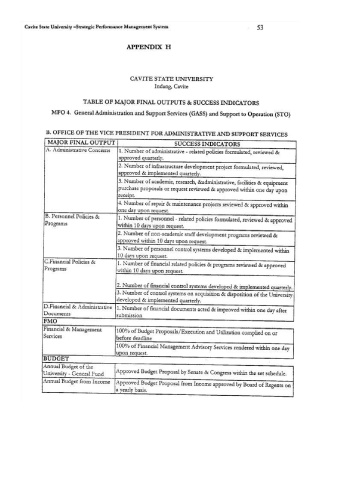 Cavite State University -Strategic Performance Management System
53
APPENDIX H
CAVITE STATE UNIVERSITY
Indang, Cavite
TABLE OF MAJOR FINAL OUTPUTS & SUCCESS INDICATORS
MFO 4. General Administration and Support Services (GASS) and Support to Operation (STO)
B. OFFICE OF THE VICE PRESIDENT FOR ADMINISTRATIVE AND SUPPORT SERVICES
MAJOR FINAL OUTPUT
SUCCESS INDICATORS
A- Administrative Concerns
1. Number of administrative - related policies formulated, reviewed &
approved quarterly.
2. Number of infrastructure development project formulated, reviewed,
approved & implemented quarterly.
3. Number of academic, research, &administrative, facilities & equipment
purchase proposals or request reviewed & approved within one day upon
receipt.
4. Number of repair & maintenance projects reviewed & approved within
one day upon request.
B. Personnel Policies &
Programs
1. Number of personnel - related policies formulated, reviewed & approved
within 10 days upon request.
2. Number of non-academic staff development programs reviewed &
approved within 10 days upon request.
3. Number of personnel control systems developed & implemented within
10 days upon request.
C.Financial Policies &
Programs
1. Number of financial related policies & programs reviewed & approved
within 10 days upon request.
2. Number of financial control systems developed & implemented quarterly.
3. Number of control systems on acquisition & disposition of the University
developed & implemented quarterly.
D.Financial & Administrative
Documents
1. Number of financial documents acted & improved within one day after
submission
FMO
Financial & Management
Services
100% of Budget Proposals/Execution and Utilization complied on or
before deadline
100% of Financial Management Advisory Services rendered within one day
upon request.
BUDGET
Annual Budget of the
University - General Fund
Approved Budget Proposal by Senate & Congress within the set schedule.
Annual Budget from Income
Approved Budget Proposal from Income approved by Board of Regents on
a yearly basis.